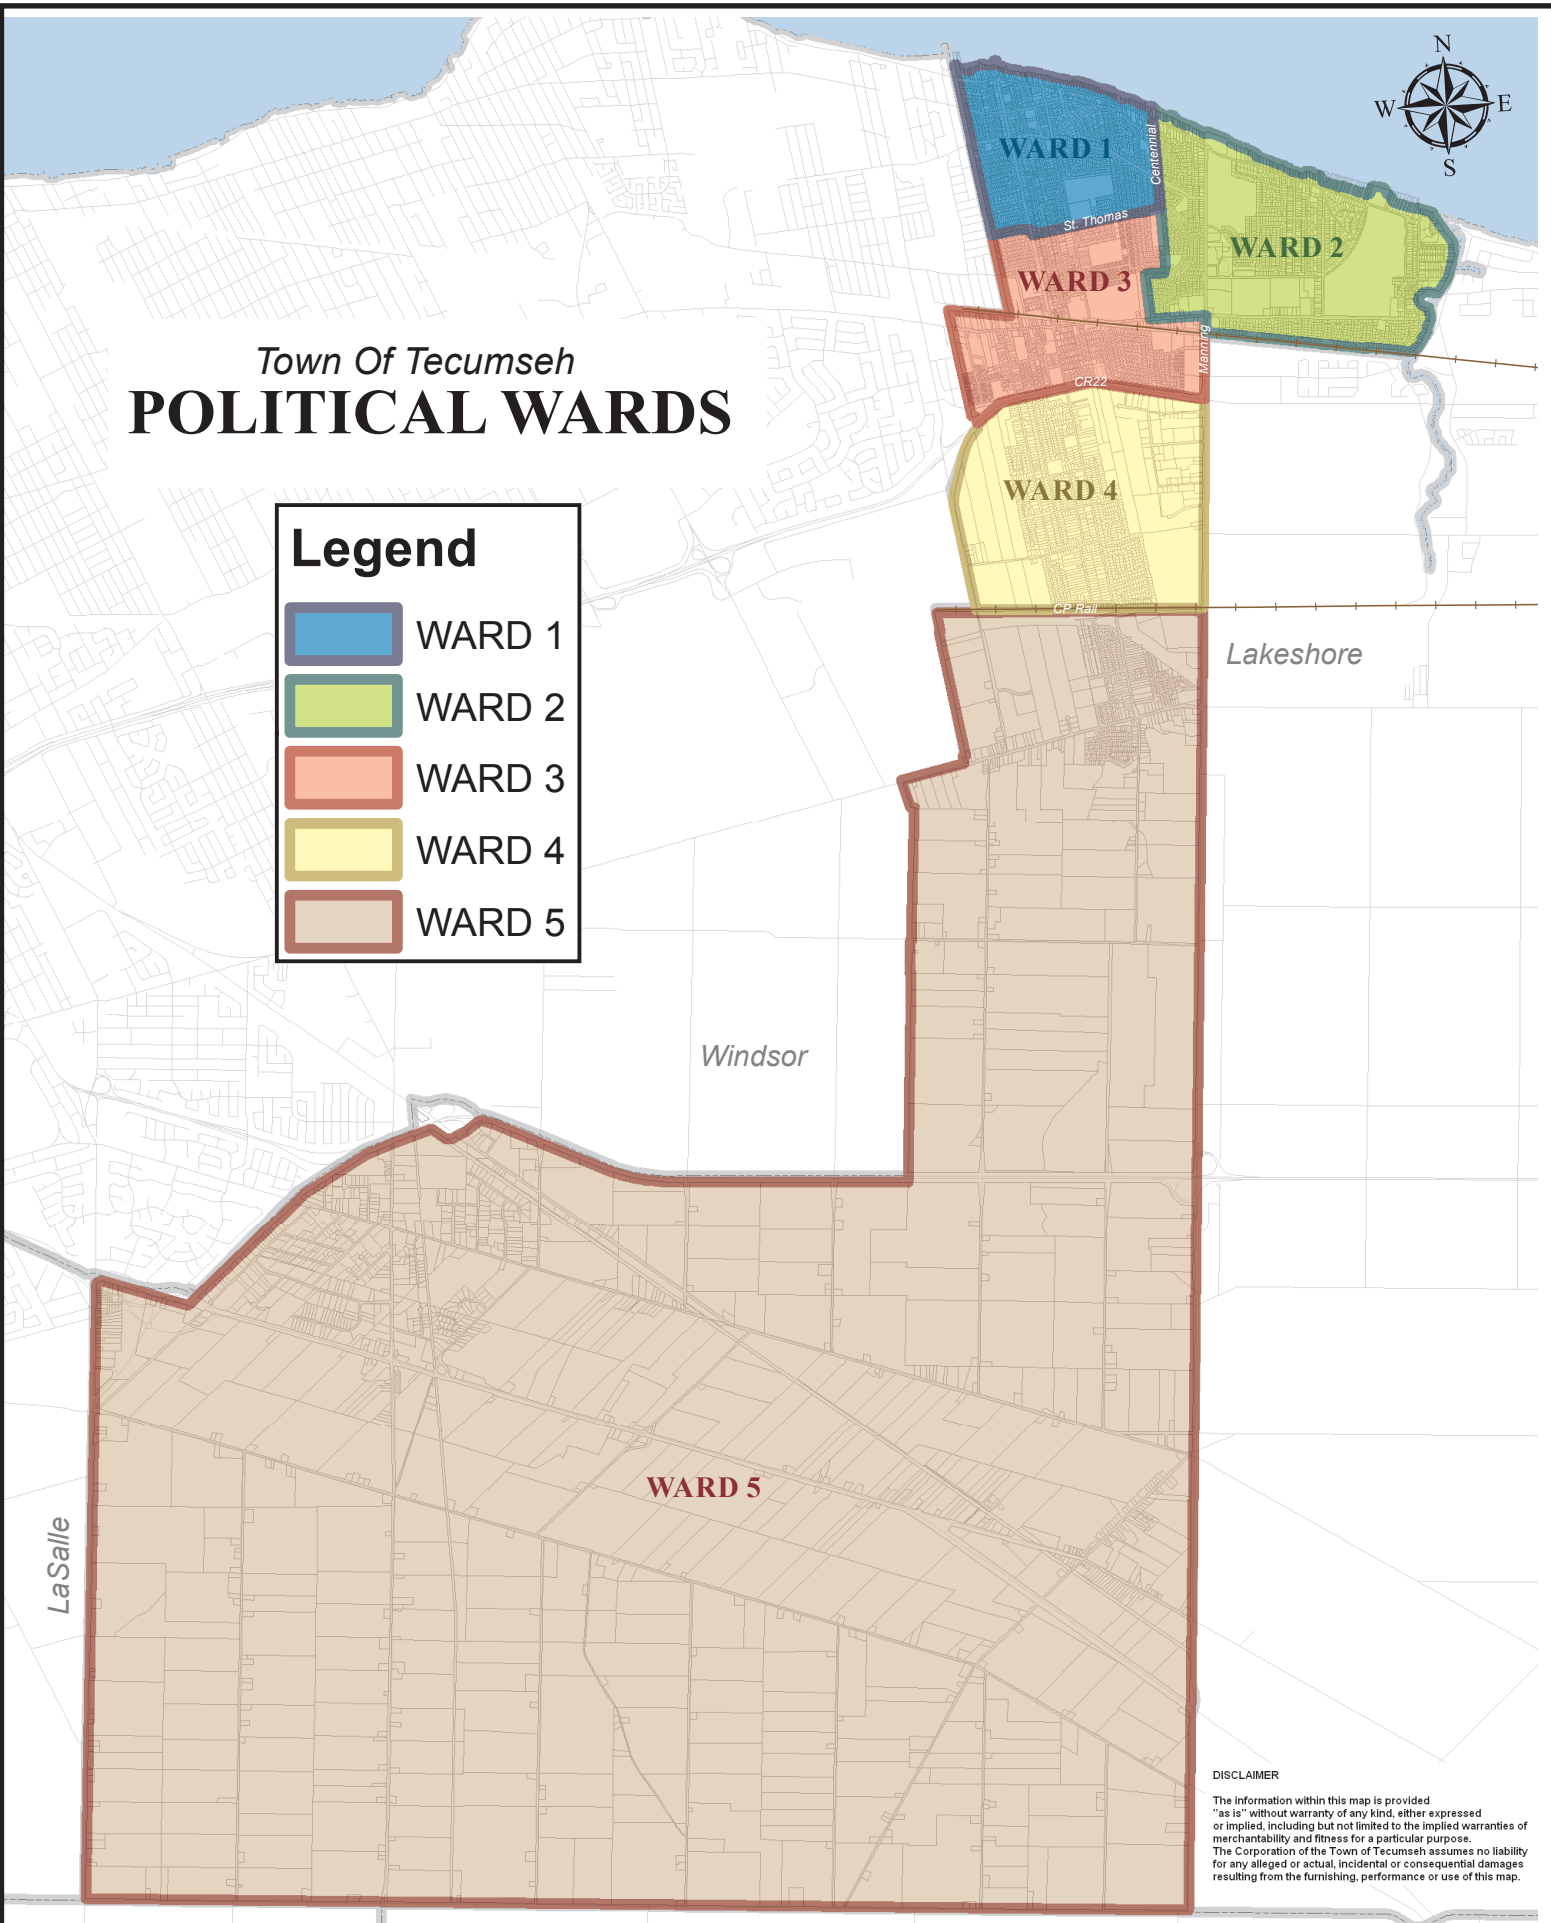 N
W
E
S
WARD 1
Centennial
St. Thomas
WARD 2
WARD 3
Manning
CR22
Town Of Tecumseh
POLITICAL WARDS
WARD 4
CP Rail
Legend
WARD 1
WARD 2
WARD 3
WARD 4
WARD 5
Lakeshore
Windsor
WARD 5
LaSalle
DISCLAIMER
The information within this map is provided
"as is" without warranty of any kind, either expressed
or implied, including but not limited to the implied warranties of
merchantability and fitness for a particular purpose.
The Corporation of the Town of Tecumseh assumes no liability
for any alleged or actual, incidental or consequential damages
resulting from the furnishing, performance or use of this map.